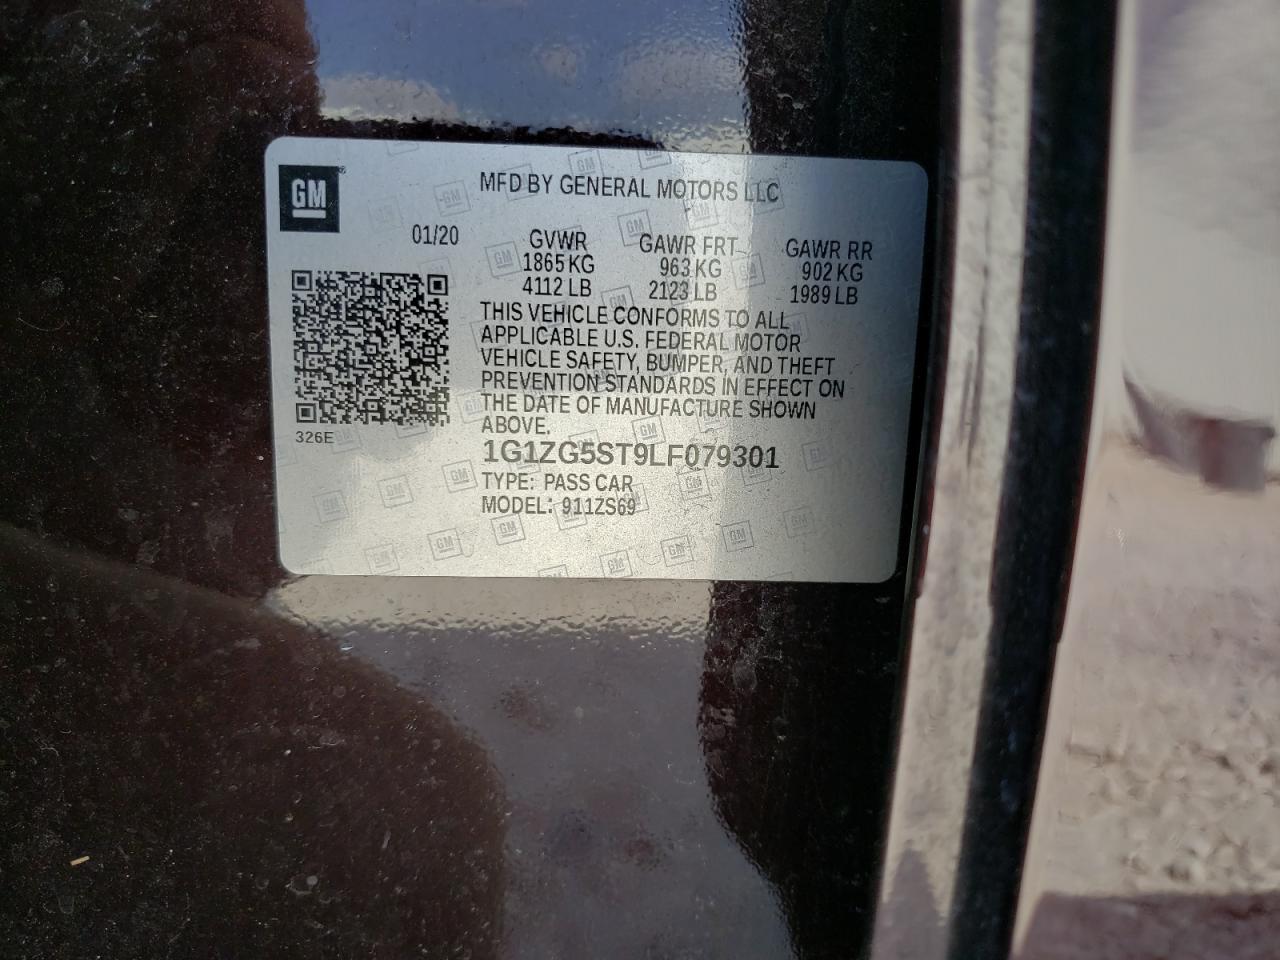 GM
MFD BY GENERAL MOTORS LLC
01/20
GVWR GAWR FRT GAWR RR
1865 KG 963 KG 902 KG
4112 LB 2123 LB 1989 LB
THIS VEHICLE CONFORMS TO ALL
APPLICABLE U.S. FEDERAL MOTOR
VEHICLE SAFETY, BUMPER, AND THEFT
PREVENTION STANDARDS IN EFFECT ON
THE DATE OF MANUFACTURE SHOWN
ABOVE.
326E
1G1ZG5ST9LF079301
TYPE: PASS CAR
MODEL: 911ZS69